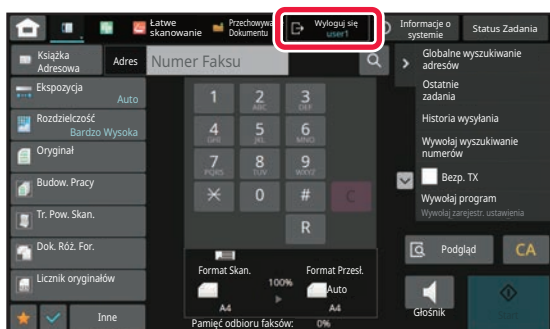 Łatwe
skanowanie
Przechowyw
Dokumentu
Wyloguj się
user1
Informacje o
systemie
Status Zadania
Książka
Adresowa
Adres
Numer Faksu
Globalne wyszukiwanie
adresów
Ostatnie
zadania
Historia wysyłania
Wywołaj wyszukiwanie
numerów
Bezp. TX
Wywołaj program
Wywołaj zarejestr. ustawienia
Ekspozycja
Auto
Rozdzielczość
Bardzo Wysoka
Oryginał
Budow. Pracy
Tr. Pow. Skan.
Dok. Róż. For.
Licznik oryginałów
Inne
1
2 ABC
3 DEF
4 GHI
5 JKL
6 MNO
7 PQRS
8 TUV
9 WXYZ
0
#
C
R
Format Skan.
100%
Format Przesł.
Auto
A4
A4
Pamięć odbioru faksów: 0%
Podgląd
CA
Głośnik
Start